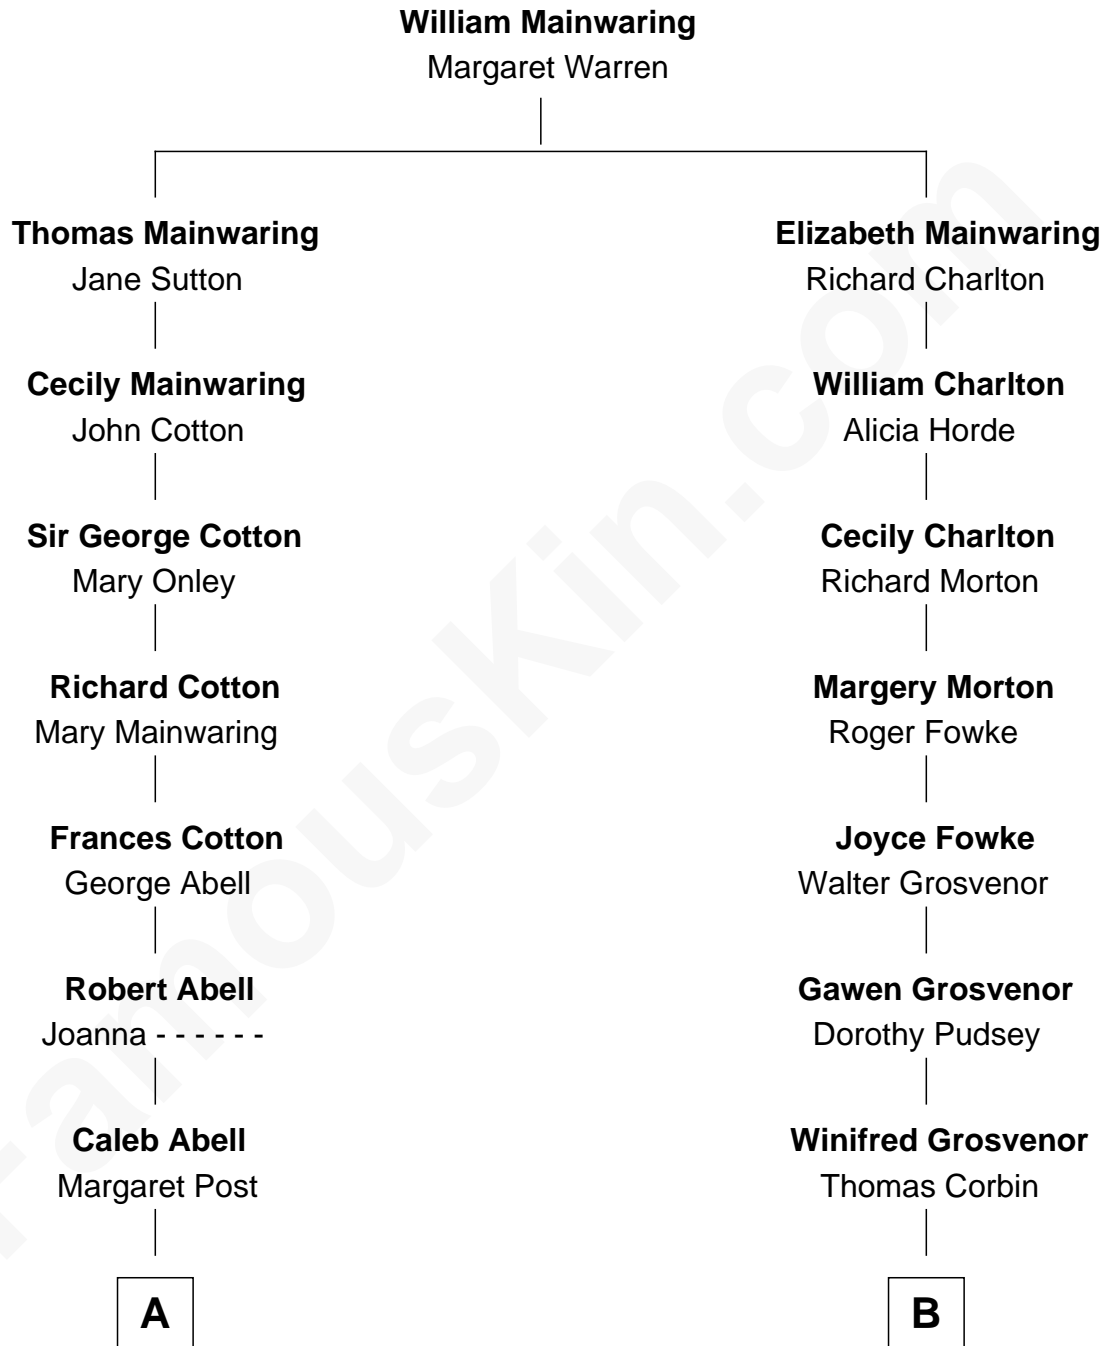 William Mainwaring
Margaret Warren
Thomas Mainwaring
Jane Sutton
Elizabeth Mainwaring
Richard Charlton
Cecily Mainwaring
John Cotton
William Charlton
Alicia Horde
Sir George Cotton
Mary Onley
Cecily Charlton
Richard Morton
Richard Cotton
Mary Mainwaring
Margery Morton
Roger Fowke
Frances Cotton
George Abell
Joyce Fowke
Walter Grosvenor
Robert Abell
Joanna - - - - - -
Gawen Grosvenor
Dorothy Pudsey
Caleb Abell
Margaret Post
Winifred Grosvenor
Thomas Corbin
A
B
FamousKin.com